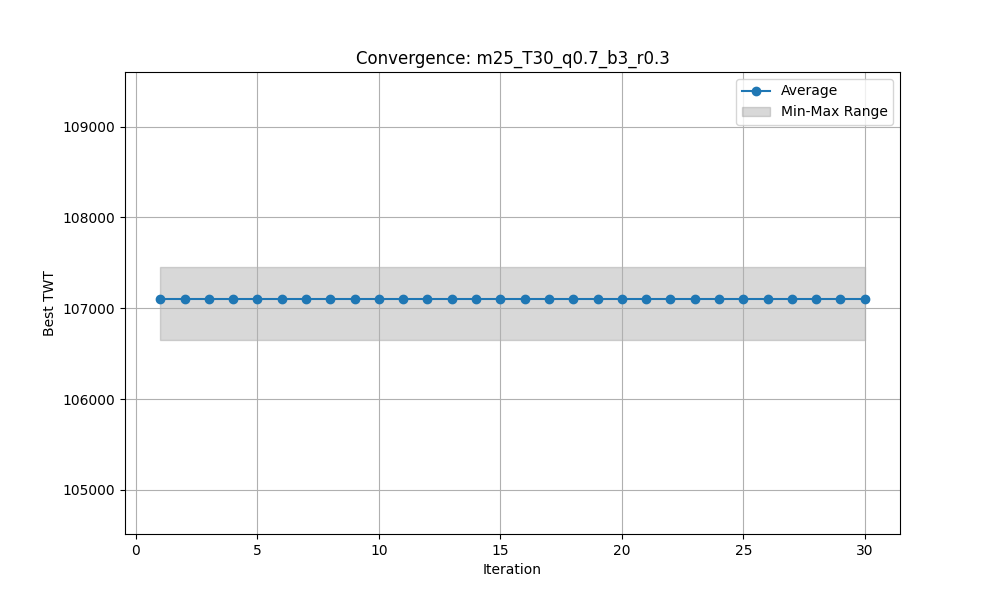 Convergence: m25_T30_q0.7_b3_r0.3
Average
Min-Max Range
109000
108000
107000
106000
105000
Best TWT
0 5 10 15 20 25 30
Iteration